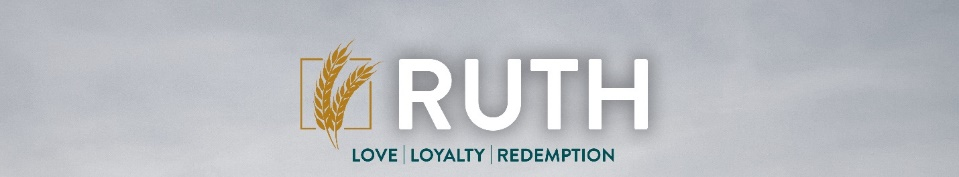 RUTH
LOVE | LOYALTY | REDEMPTION